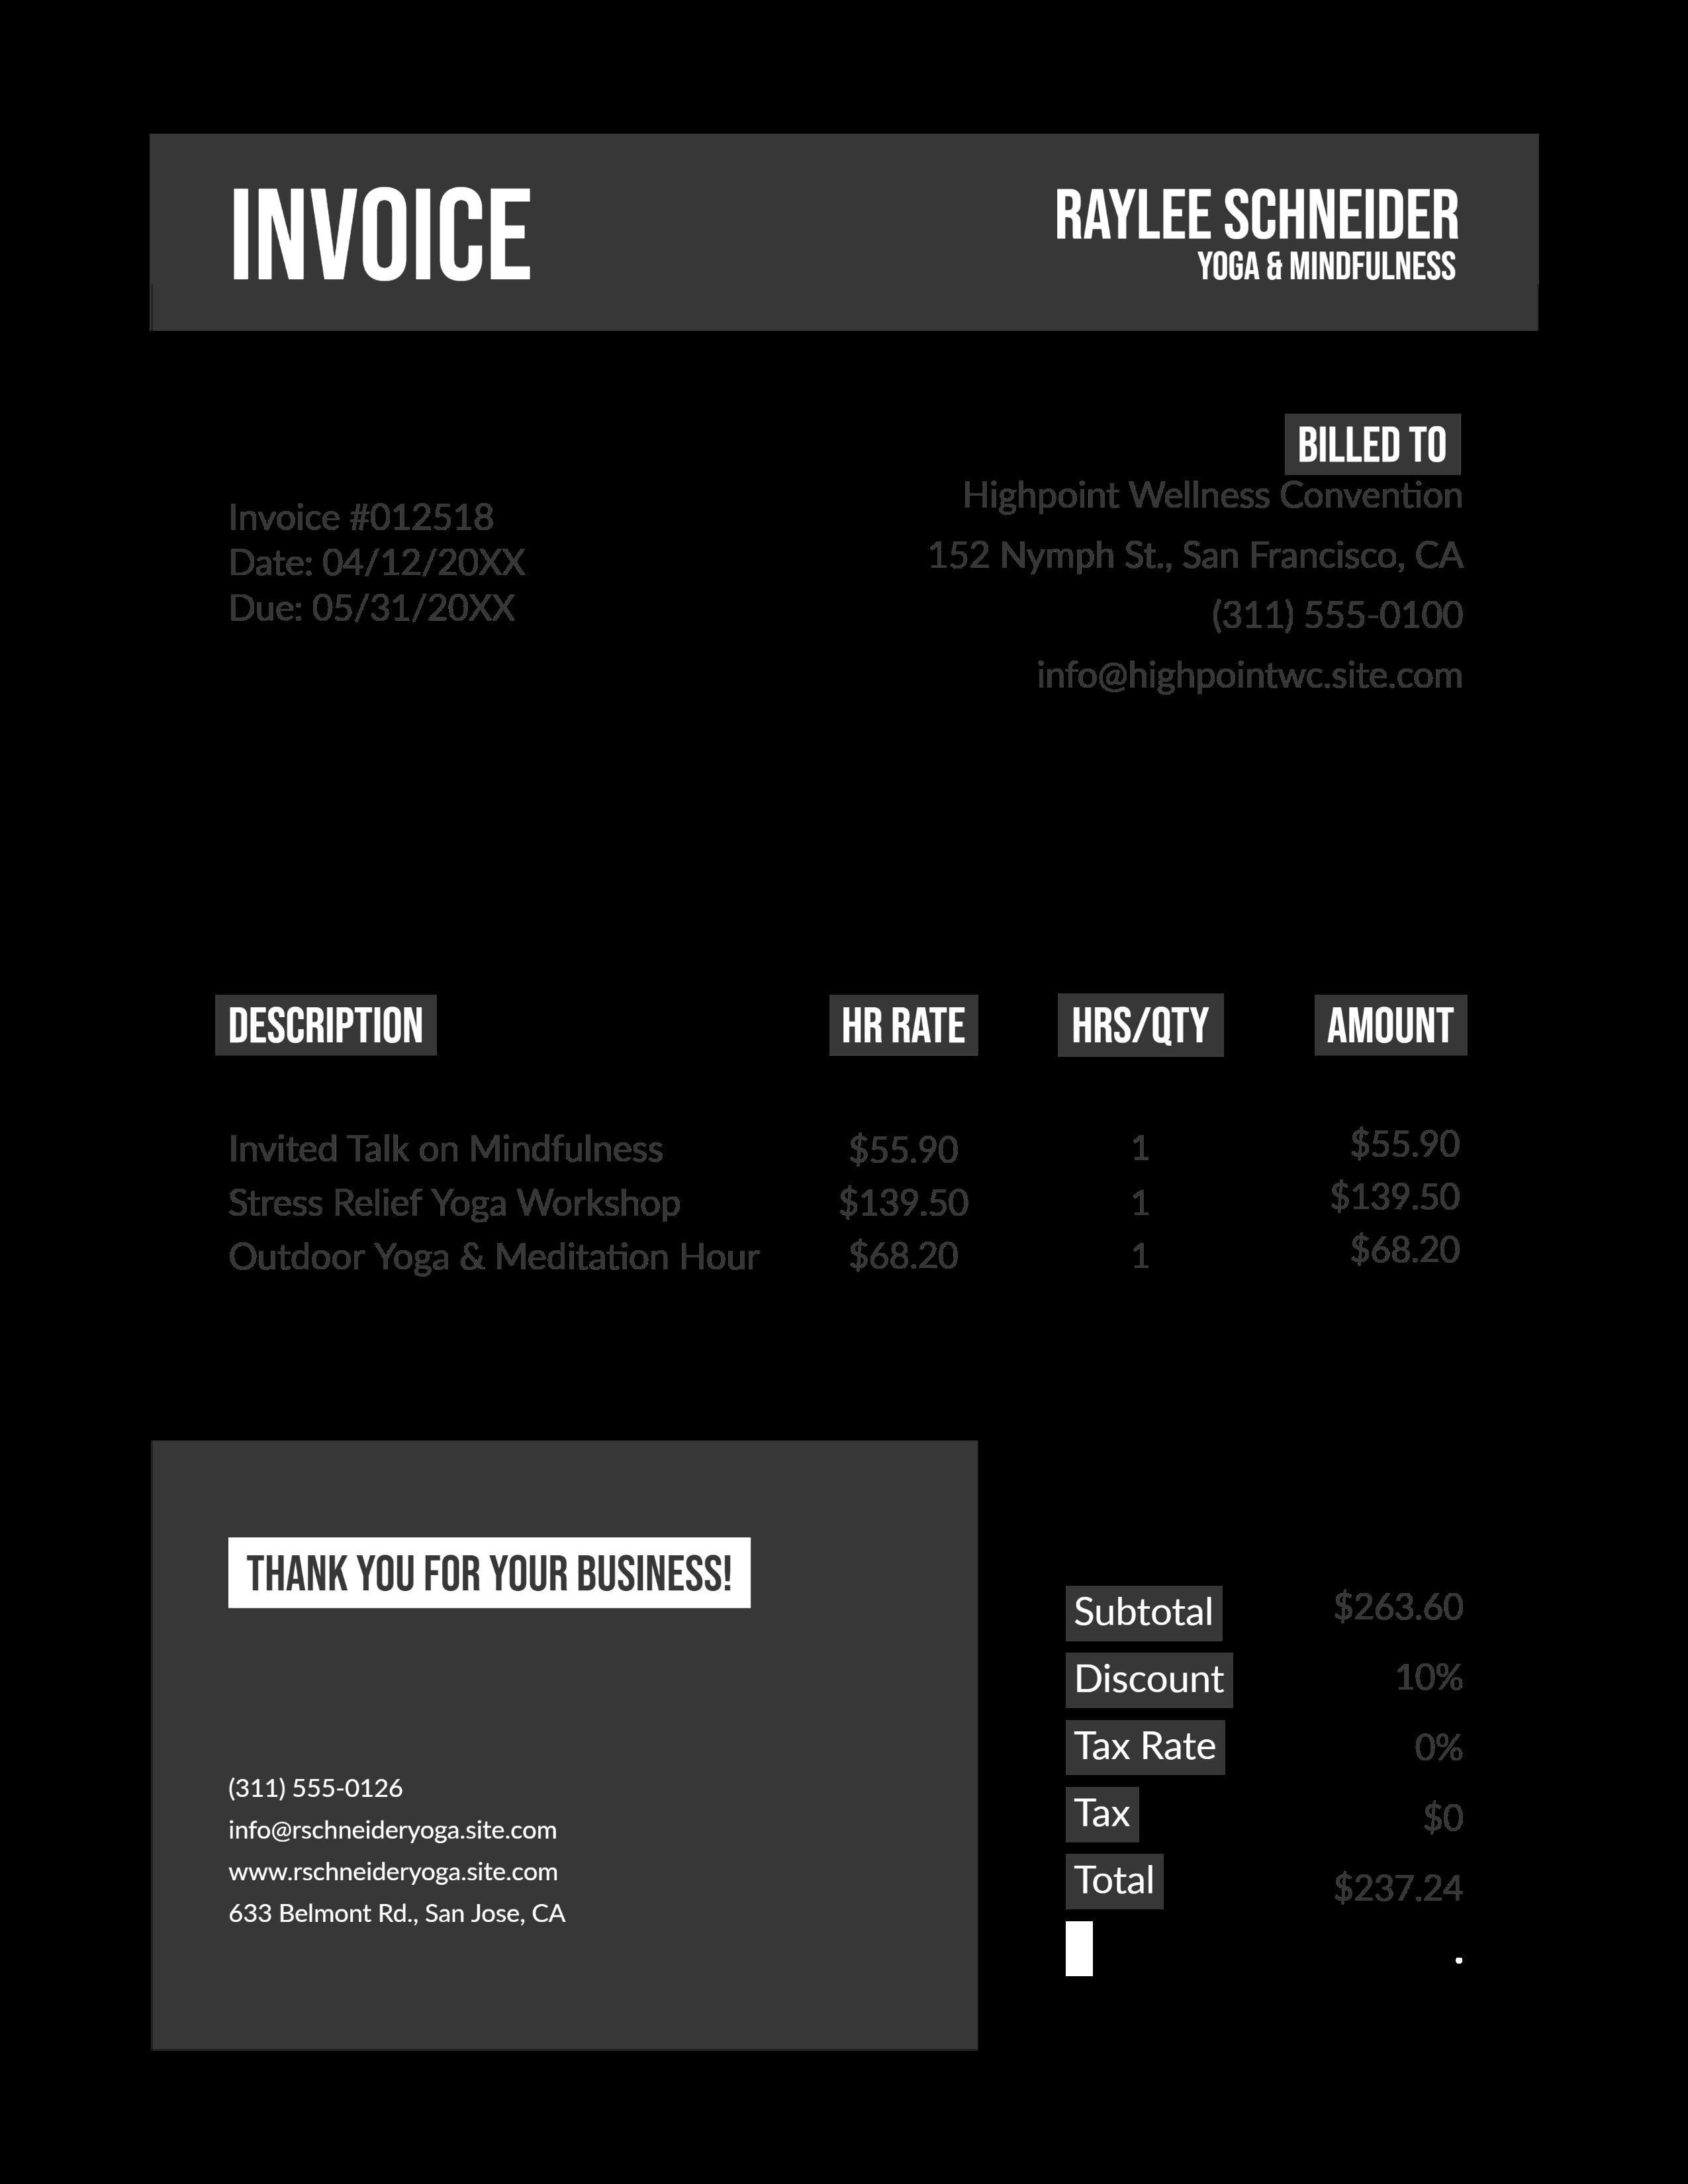 INVOICE
RAYLEE SCHNEIDER
YOGA & MINDFULNESS
Invoice #012518
Date: 04/12/20XX
Due: 05/31/20XX
BILLED TO
Highpoint Wellness Convention
152 Nymph St., San Francisco, CA
(311) 555-0100
info@highpointwc.site.com
DESCRIPTION HR RATE HRS/QTY AMOUNT
Invited Talk on Mindfulness $55.90 1 $55.90
Stress Relief Yoga Workshop $139.50 1 $139.50
Outdoor Yoga & Meditation Hour $68.20 1 $68.20
THANK YOU FOR YOUR BUSINESS!
(311) 555-0126
info@rschneideryoga.site.com
www.rschneideryoga.site.com
633 Belmont Rd., San Jose, CA
Subtotal $263.60
Discount 10%
Tax Rate 0%
Tax $0
Total $237.24
.